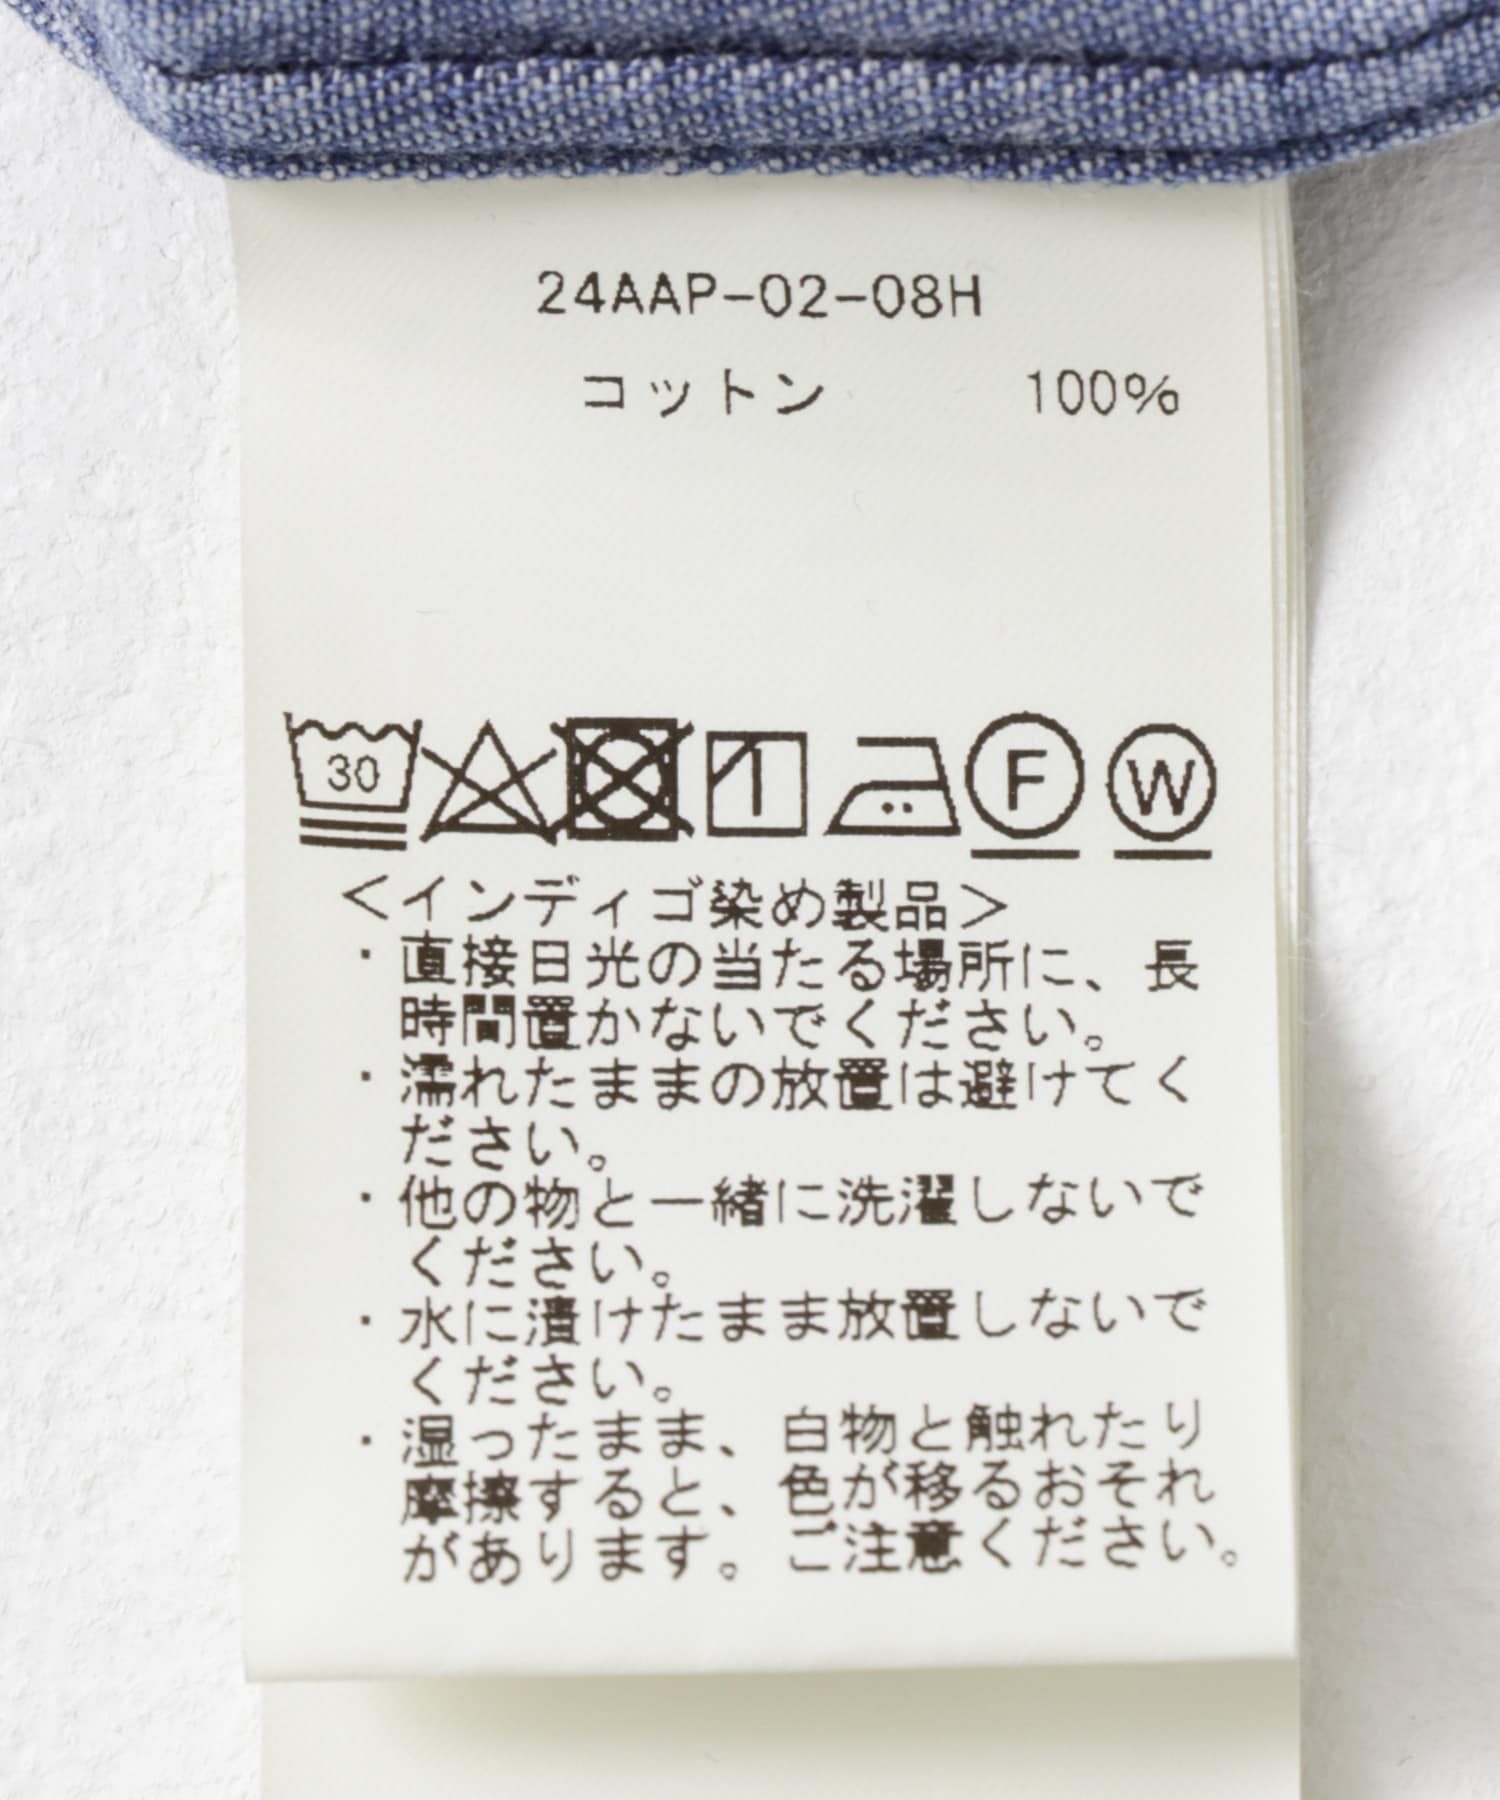 24AAP-02-08H
コットン 100%
30
F W
＜インディゴ染め製品＞
・直接日光の当たる場所に、長
時間置かないでください。
・濡れたままの放置は避けてく
ださい。
・他の物と一緒に洗濯しないで
ください。
・水に漬けたまま放置しないで
ください。
・湿ったまま、白物と触れたり
摩擦すると、色が移るおそれ
があります。ご注意ください。